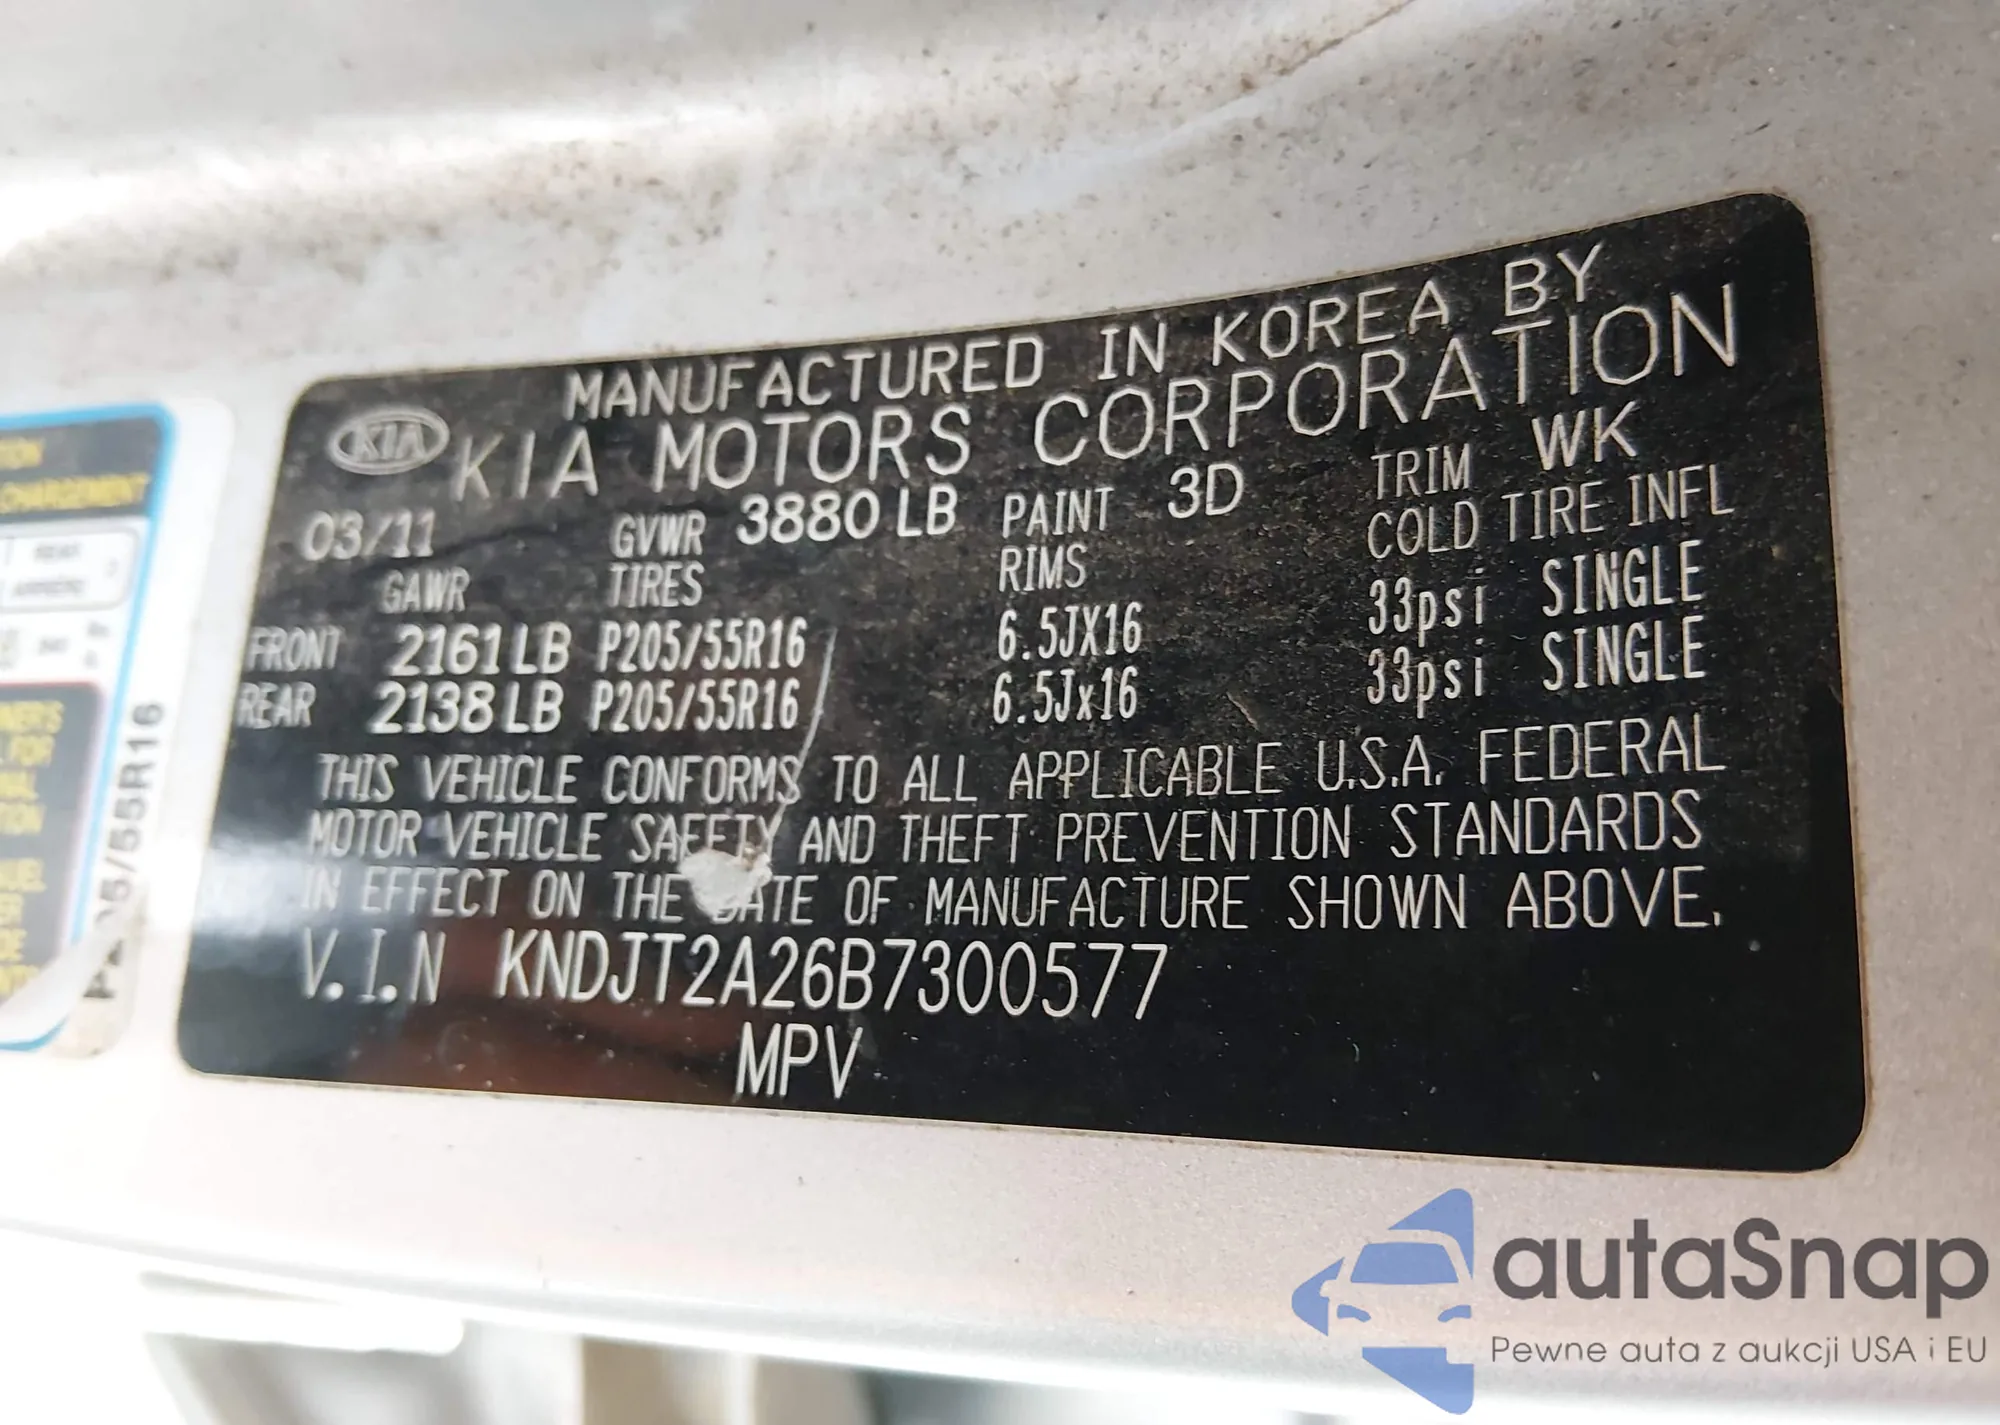 MANUFACTURED IN KOREA BY
KIA KIA MOTORS CORPORATION
03/11 GVWR 3880 LB PAINT 3D TRIM WK
GAWR TIRES RIMS COLD TIRE INFL
FRONT 2161 LB P205/55R16 6.5JX16 33psi SINGLE
REAR 2138 LB P205/55R16 6.5Jx16 33psi SINGLE
THIS VEHICLE CONFORMS TO ALL APPLICABLE U.S.A. FEDERAL
MOTOR VEHICLE SAFETY AND THEFT PREVENTION STANDARDS
IN EFFECT ON THE DATE OF MANUFACTURE SHOWN ABOVE.
V.I.N KNDJT2A26B7300577
MPV
CHARGEMENT
autaSnap
Pewne auta z aukcji USA i EU